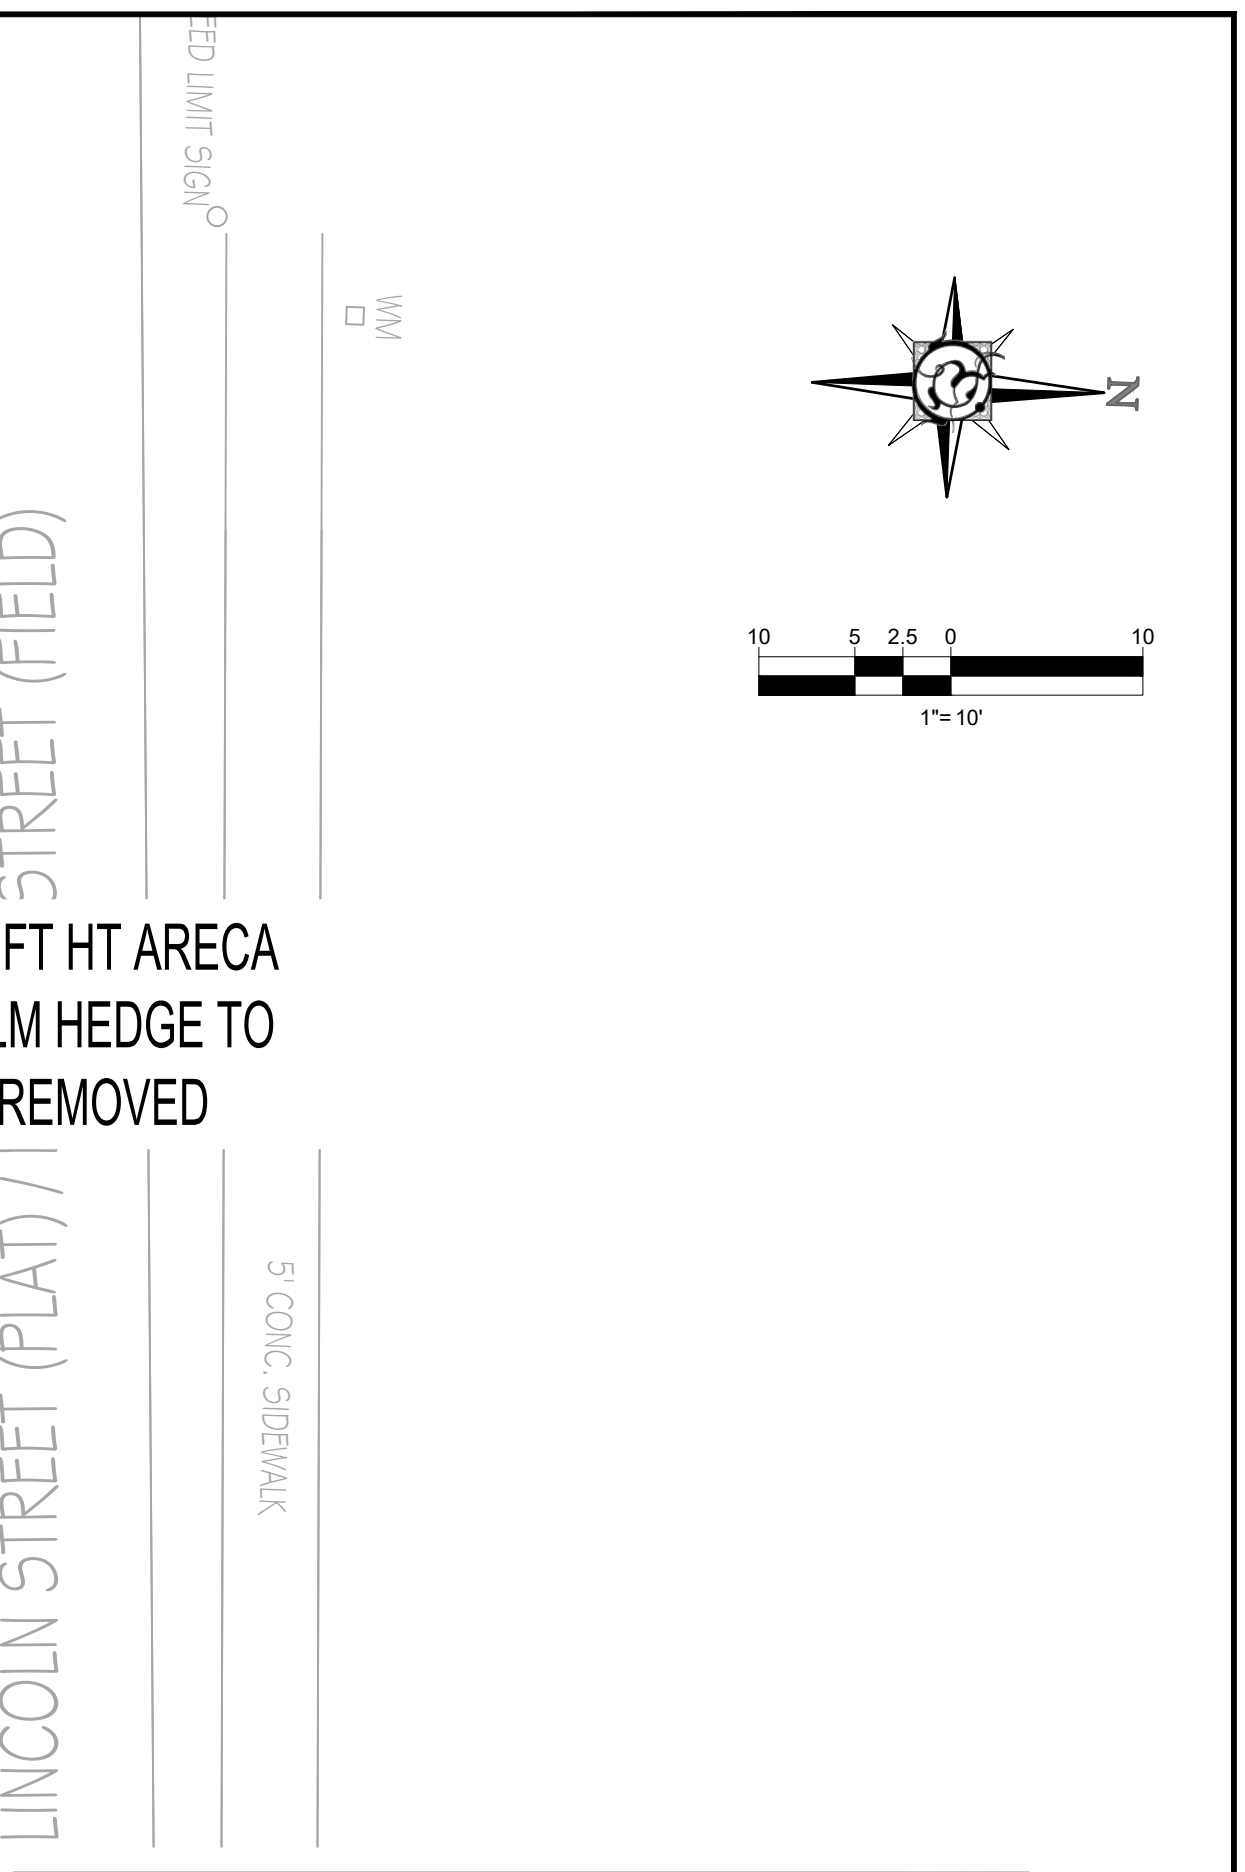 EED LIMIT SIGN
WM
N
10 5 2.5 0 10
1"= 10'
STREET (FIELD)
FT HT ARECA
LM HEDGE TO
REMOVED
LINCOLN STREET (PLAT) /
5' CONC. SIDEWALK